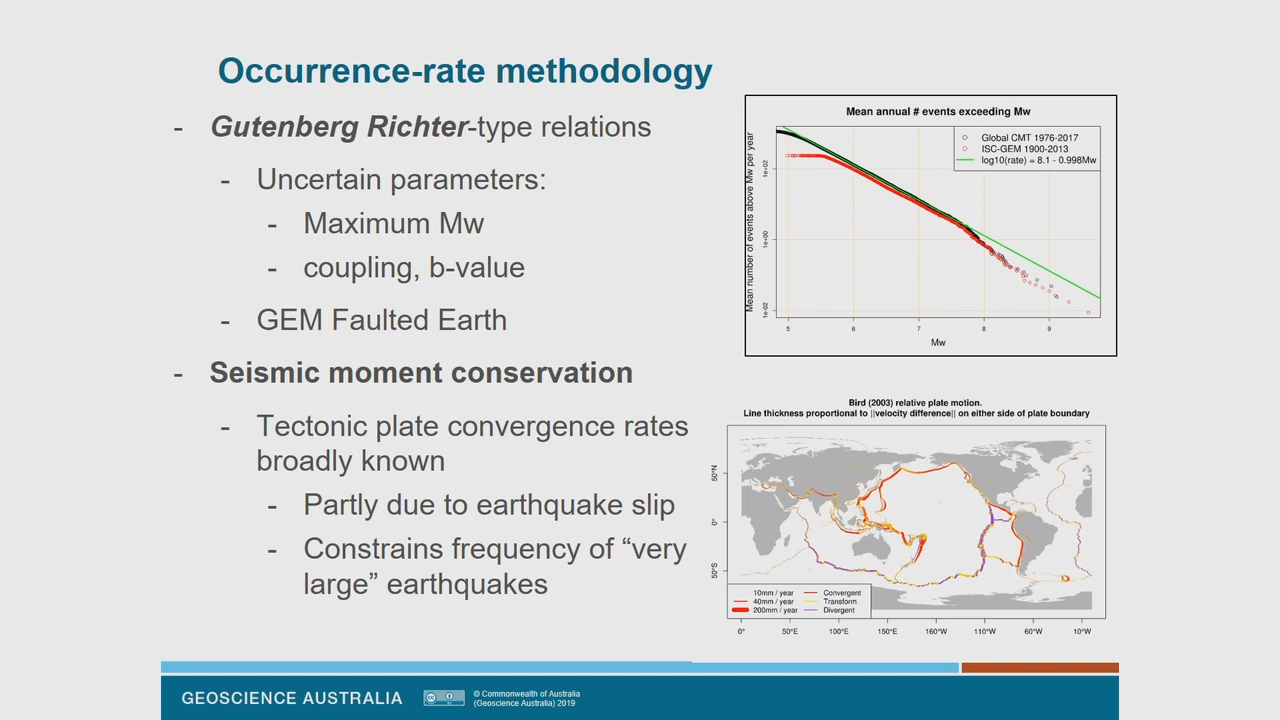 Occurrence-rate methodology
- Gutenberg Richter-type relations
- Uncertain parameters:
- Maximum Mw
- coupling, b-value
- GEM Faulted Earth
- Seismic moment conservation
- Tectonic plate convergence rates
broadly known
- Partly due to earthquake slip
- Constrains frequency of “very
large” earthquakes
Mean annual # events exceeding Mw
Mean number of events above Mw per year
1e+02
1e+00
1e-02
Global CMT 1976-2017
ISC-GEM 1900-2013
log10(rate) = 8.1 - 0.998Mw
5 6 7 8 9
Mw
Bird (2003) relative plate motion.
Line thickness proportional to ||velocity difference|| on either side of plate boundary
50°N
0°
50°S
10mm / year Convergent
40mm / year Transform
200mm / year Divergent
0° 50°E 100°E 150°E 160°W 110°W 60°W 10°W
GEOSCIENCE AUSTRALIA
© Commonwealth of Australia
(Geoscience Australia) 2019